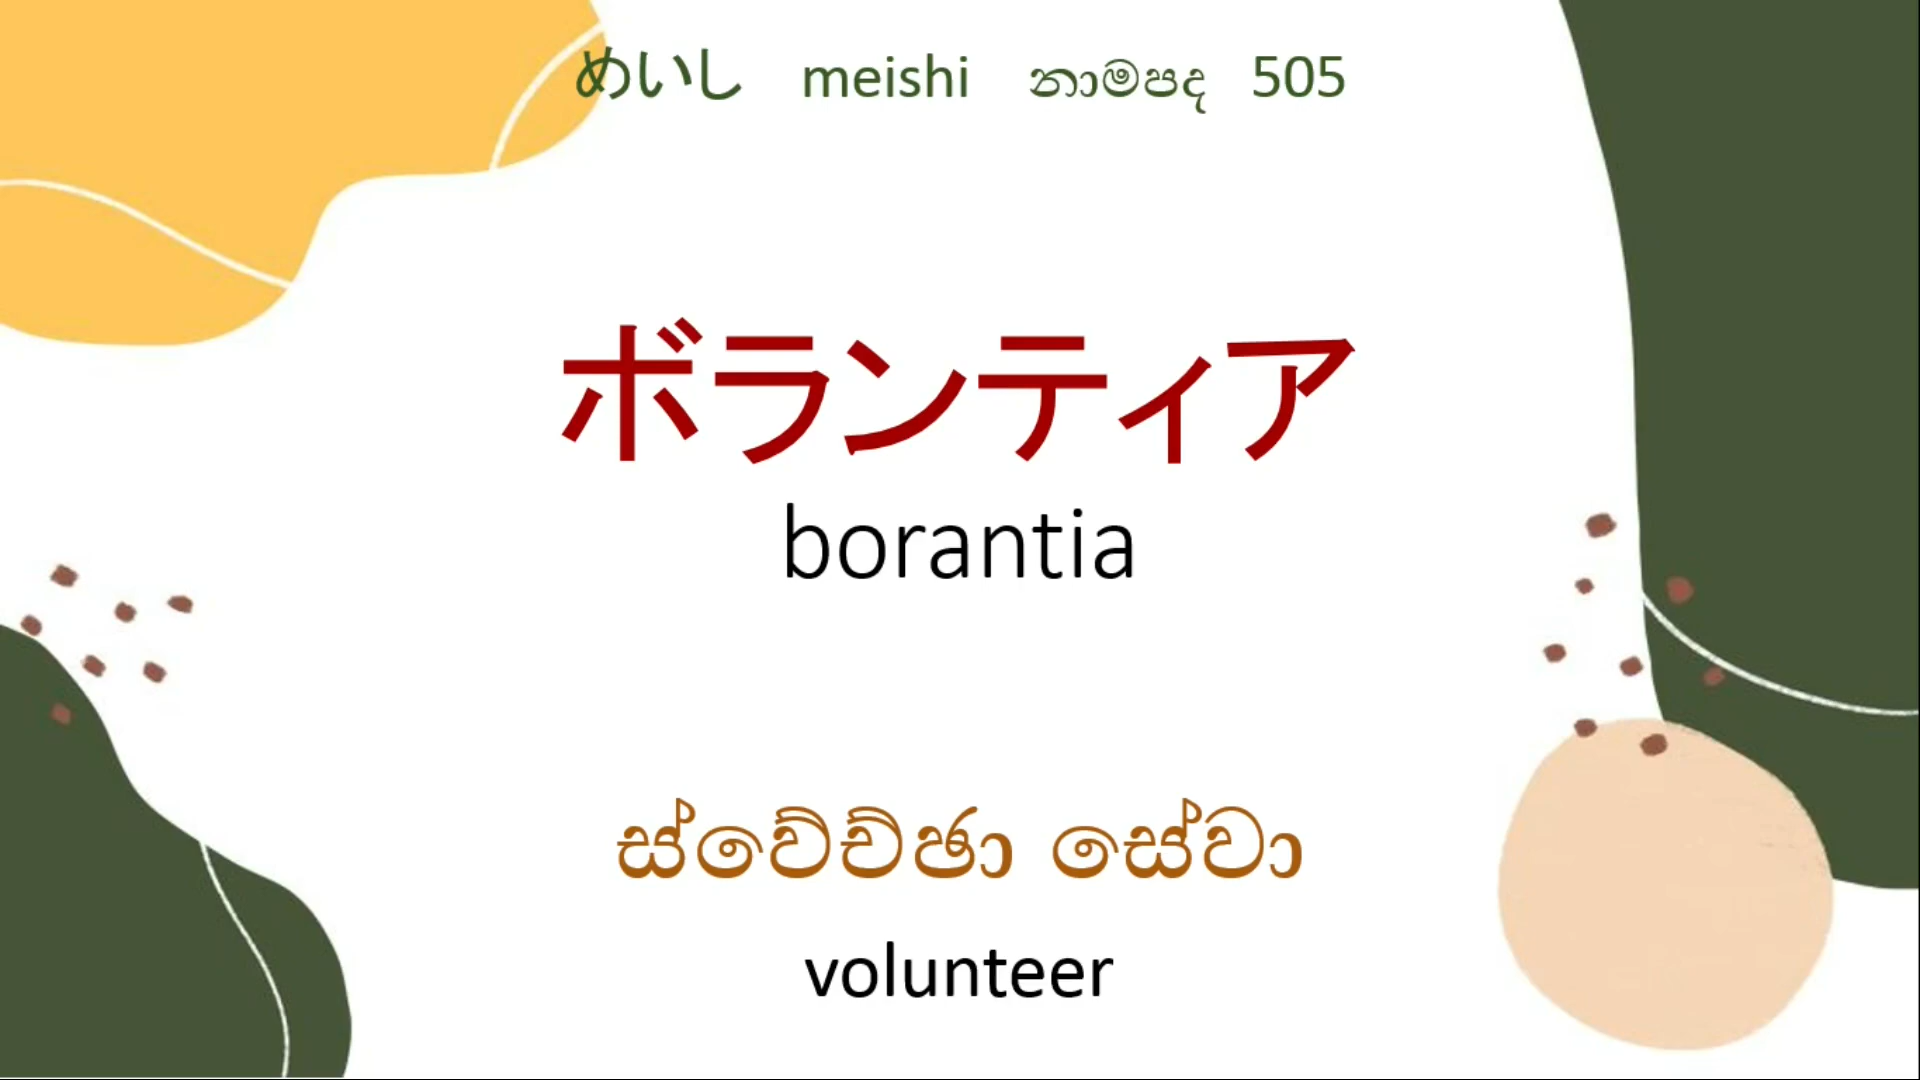 めいし meishi නාමපද 505
ボランティア
borantia
ස්වේච්ඡා සේවා
volunteer